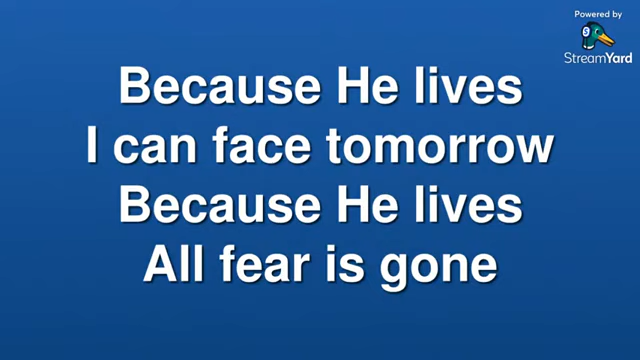 Powered by
StreamYard
Because He lives
I can face tomorrow
Because He lives
All fear is gone